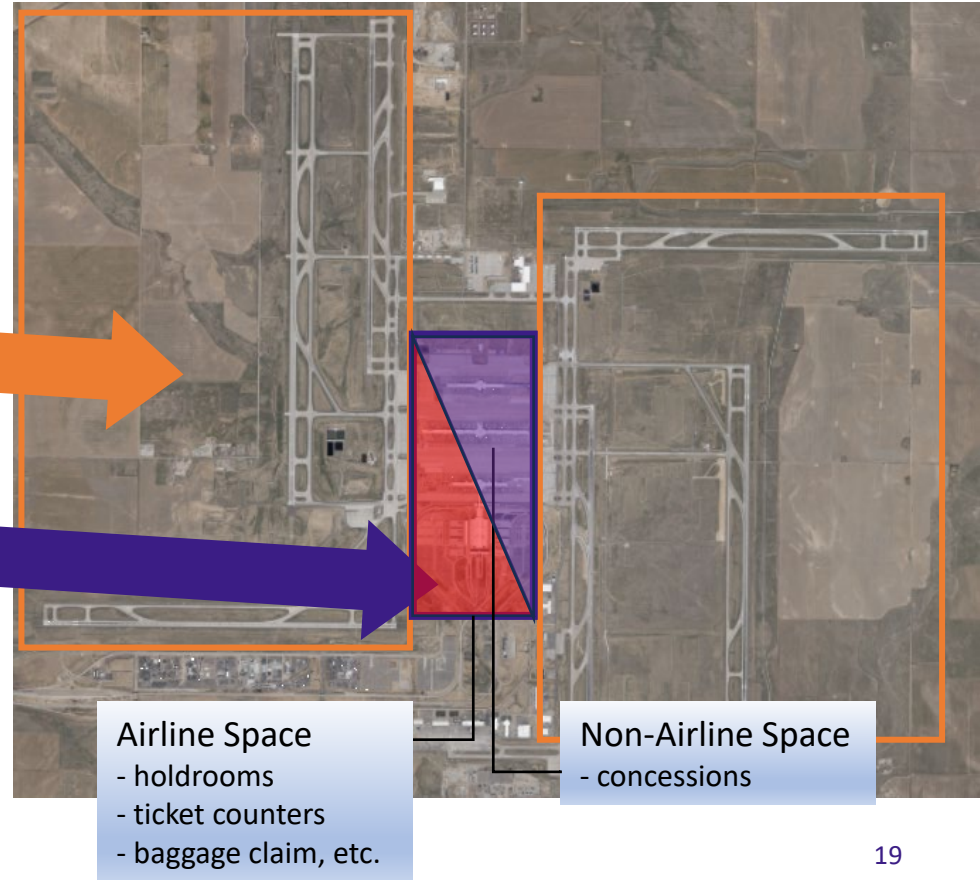 Airline Space
- holdrooms
- ticket counters
- baggage claim, etc.
Non-Airline Space
- concessions
19